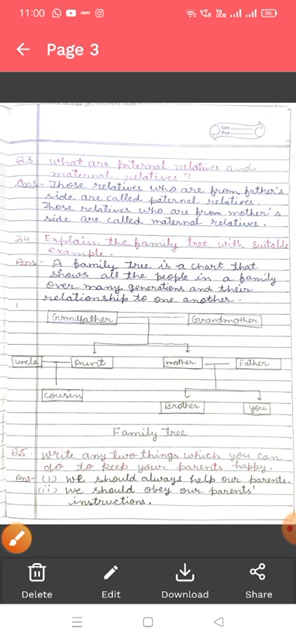 11:00
Page 3
Date
Page
Q3. What are paternal relatives and
maternal relatives?
Ans- Those relatives who are from father's
side are called paternal relatives.
Those relatives who are from mother's
side are called maternal relatives.
Q4. Explain the family tree with suitable
example.
Ans- A family tree is a chart that
shows all the people in a family
over many generations and their
relationship to one another.
Grandfather Grandmother
uncle Aunt mother Father
cousin Brother you
Family tree
Q5. Write any two things which you can
do to keep your parents happy.
Ans- (i) we should always help our parents.
(ii) we should obey our parents'
instructions.
Delete Edit Download Share